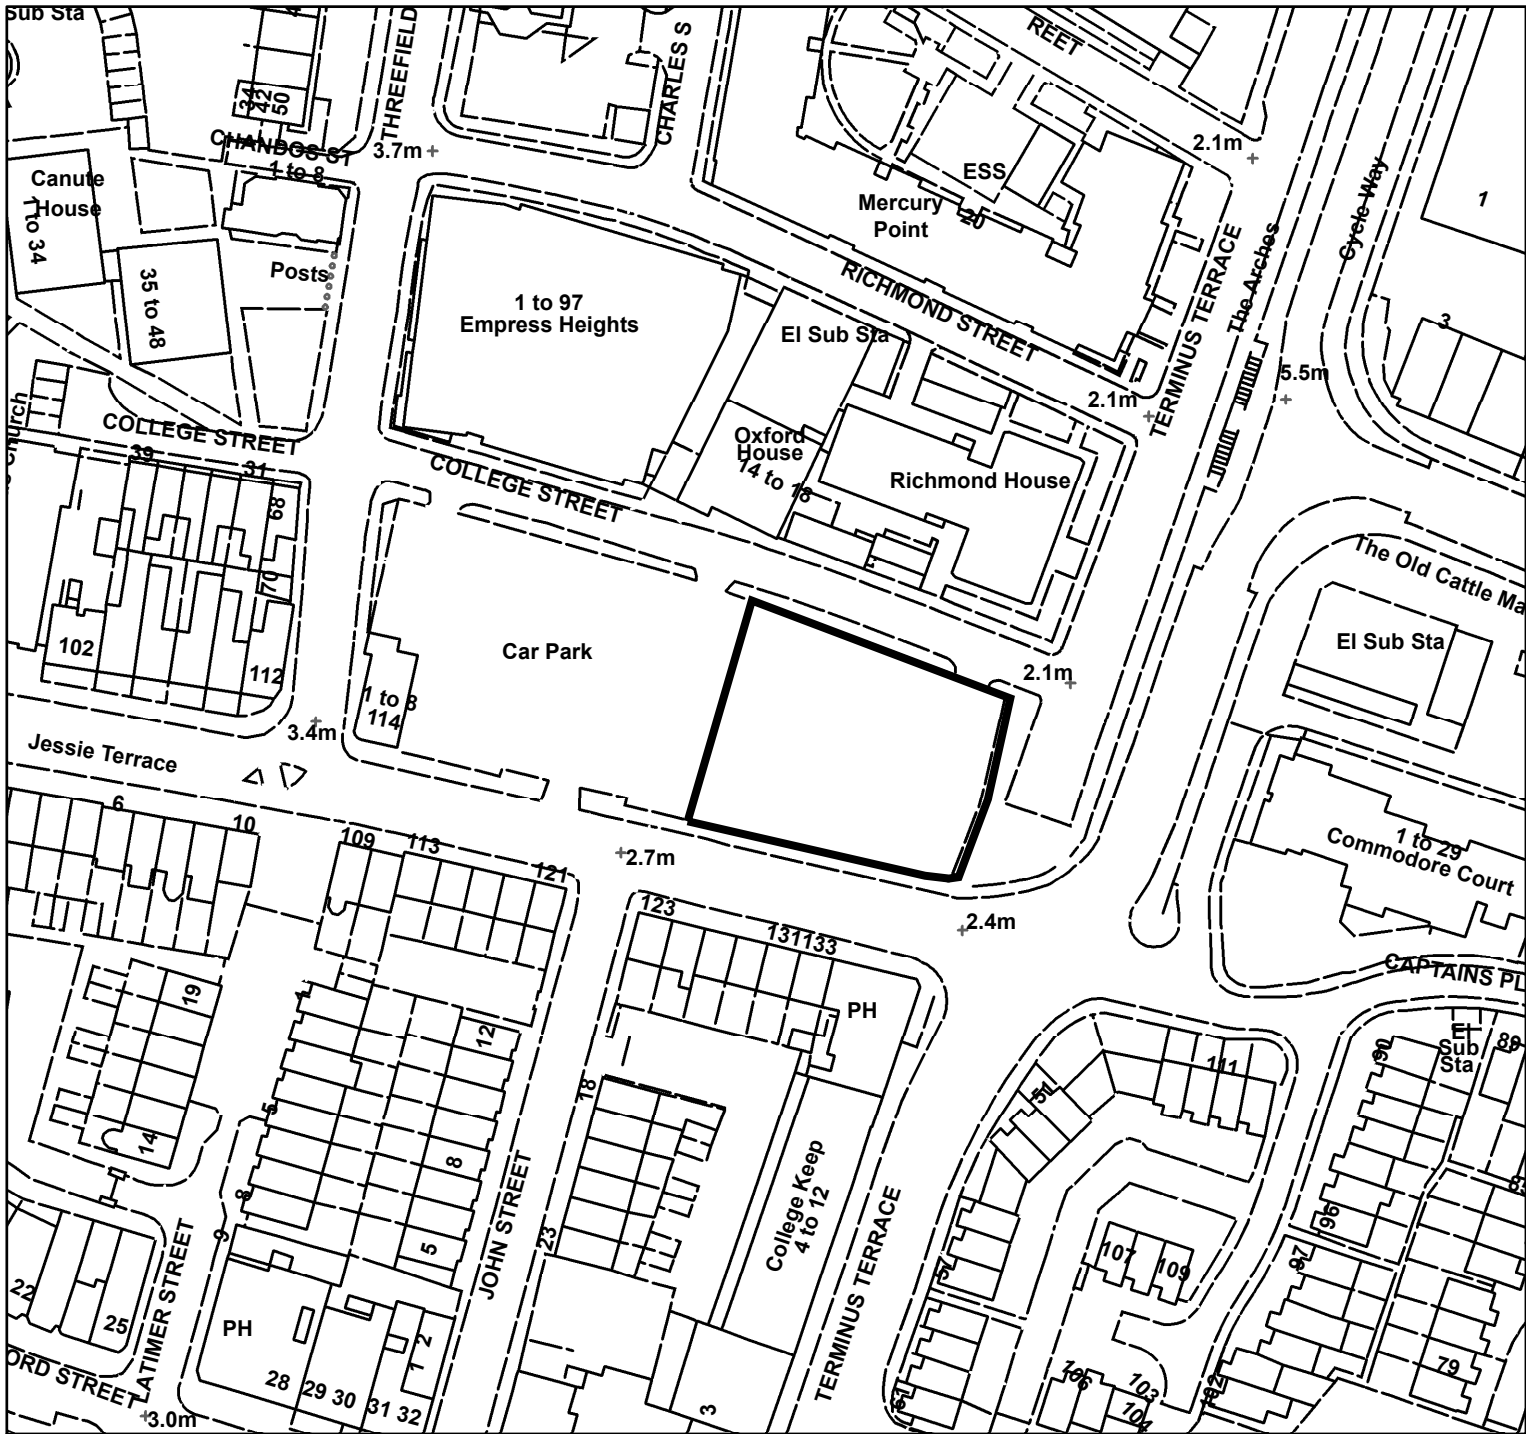 Sub Sta
34
42
50
THREEFIELD
CHARLES S
REET
CHANDOS ST
1 to 8
3.7m
2.1m
Canute
House
1 to 34
35 to 48
Posts
ESS
Mercury
Point
20
Cycle Way
1
1 to 97
Empress Heights
El Sub Sta
RICHMOND STREET
TERMINUS TERRACE
The Arches
3
5.5m
2.1m
Church
COLLEGE STREET
39
31
68
70
COLLEGE STREET
Oxford
House
14 to 18
Richmond House
The Old Cattle Ma
El Sub Sta
102
112
Car Park
1 to 8
114
3.4m
2.1m
Jessie Terrace
6
10
109
113
121
2.7m
123
131
133
2.4m
1 to 29
Commodore Court
CAPTAINS PL
PH
19
1
12
18
5
14
8
8
9
5
23
JOHN STREET
College Keep
4 to 12
TERMINUS TERRACE
51
111
90
El
Sub
Sta
89
96
97
107
109
57
22
25
LATIMER STREET
PH
28
29
30
31
32
1
2
3
61
106
103
104
102
79
ORD STREET
3.0m